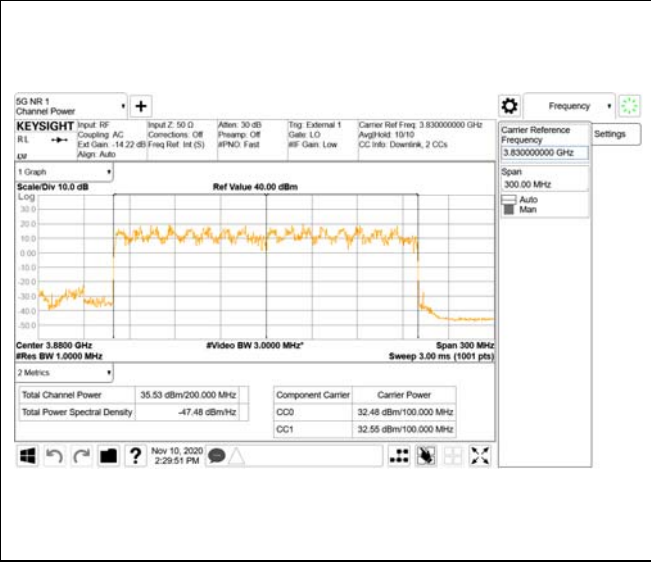 5G NR 1
Channel Power
Frequency
KEYSIGHT
R L
Input: RF
Coupling: AC
Ext Gain: -14.22 dB
Align: Auto
Input Z: 50 Ω
Corrections: Off
Freq Ref: Int (S)
Atten: 30 dB
Preamp: Off
#PNO: Fast
Trig: External 1
Gate: LO
#IF Gain: Low
Carrier Ref Freq: 3.830000000 GHz
Avg|Hold: 10/10
CC Info: Downlink, 2 CCs
Carrier Reference
Frequency
3.830000000 GHz
Settings
Span
300.00 MHz
Auto
Man
1 Graph
Scale/Div 10.0 dB
Ref Value 40.00 dBm
Log
30.0
20.0
10.0
0.00
-10.0
-20.0
-30.0
-40.0
-50.0
Center 3.8800 GHz
#Video BW 3.0000 MHz*
Span 300 MHz
#Res BW 1.0000 MHz
Sweep 3.00 ms (1001 pts)
2 Metrics
Total Channel Power 35.53 dBm/200.000 MHz
Total Power Spectral Density -47.48 dBm/Hz
Component Carrier Carrier Power
CC0 32.48 dBm/100.000 MHz
CC1 32.55 dBm/100.000 MHz
?
Nov 10, 2020
2:29:51 PM